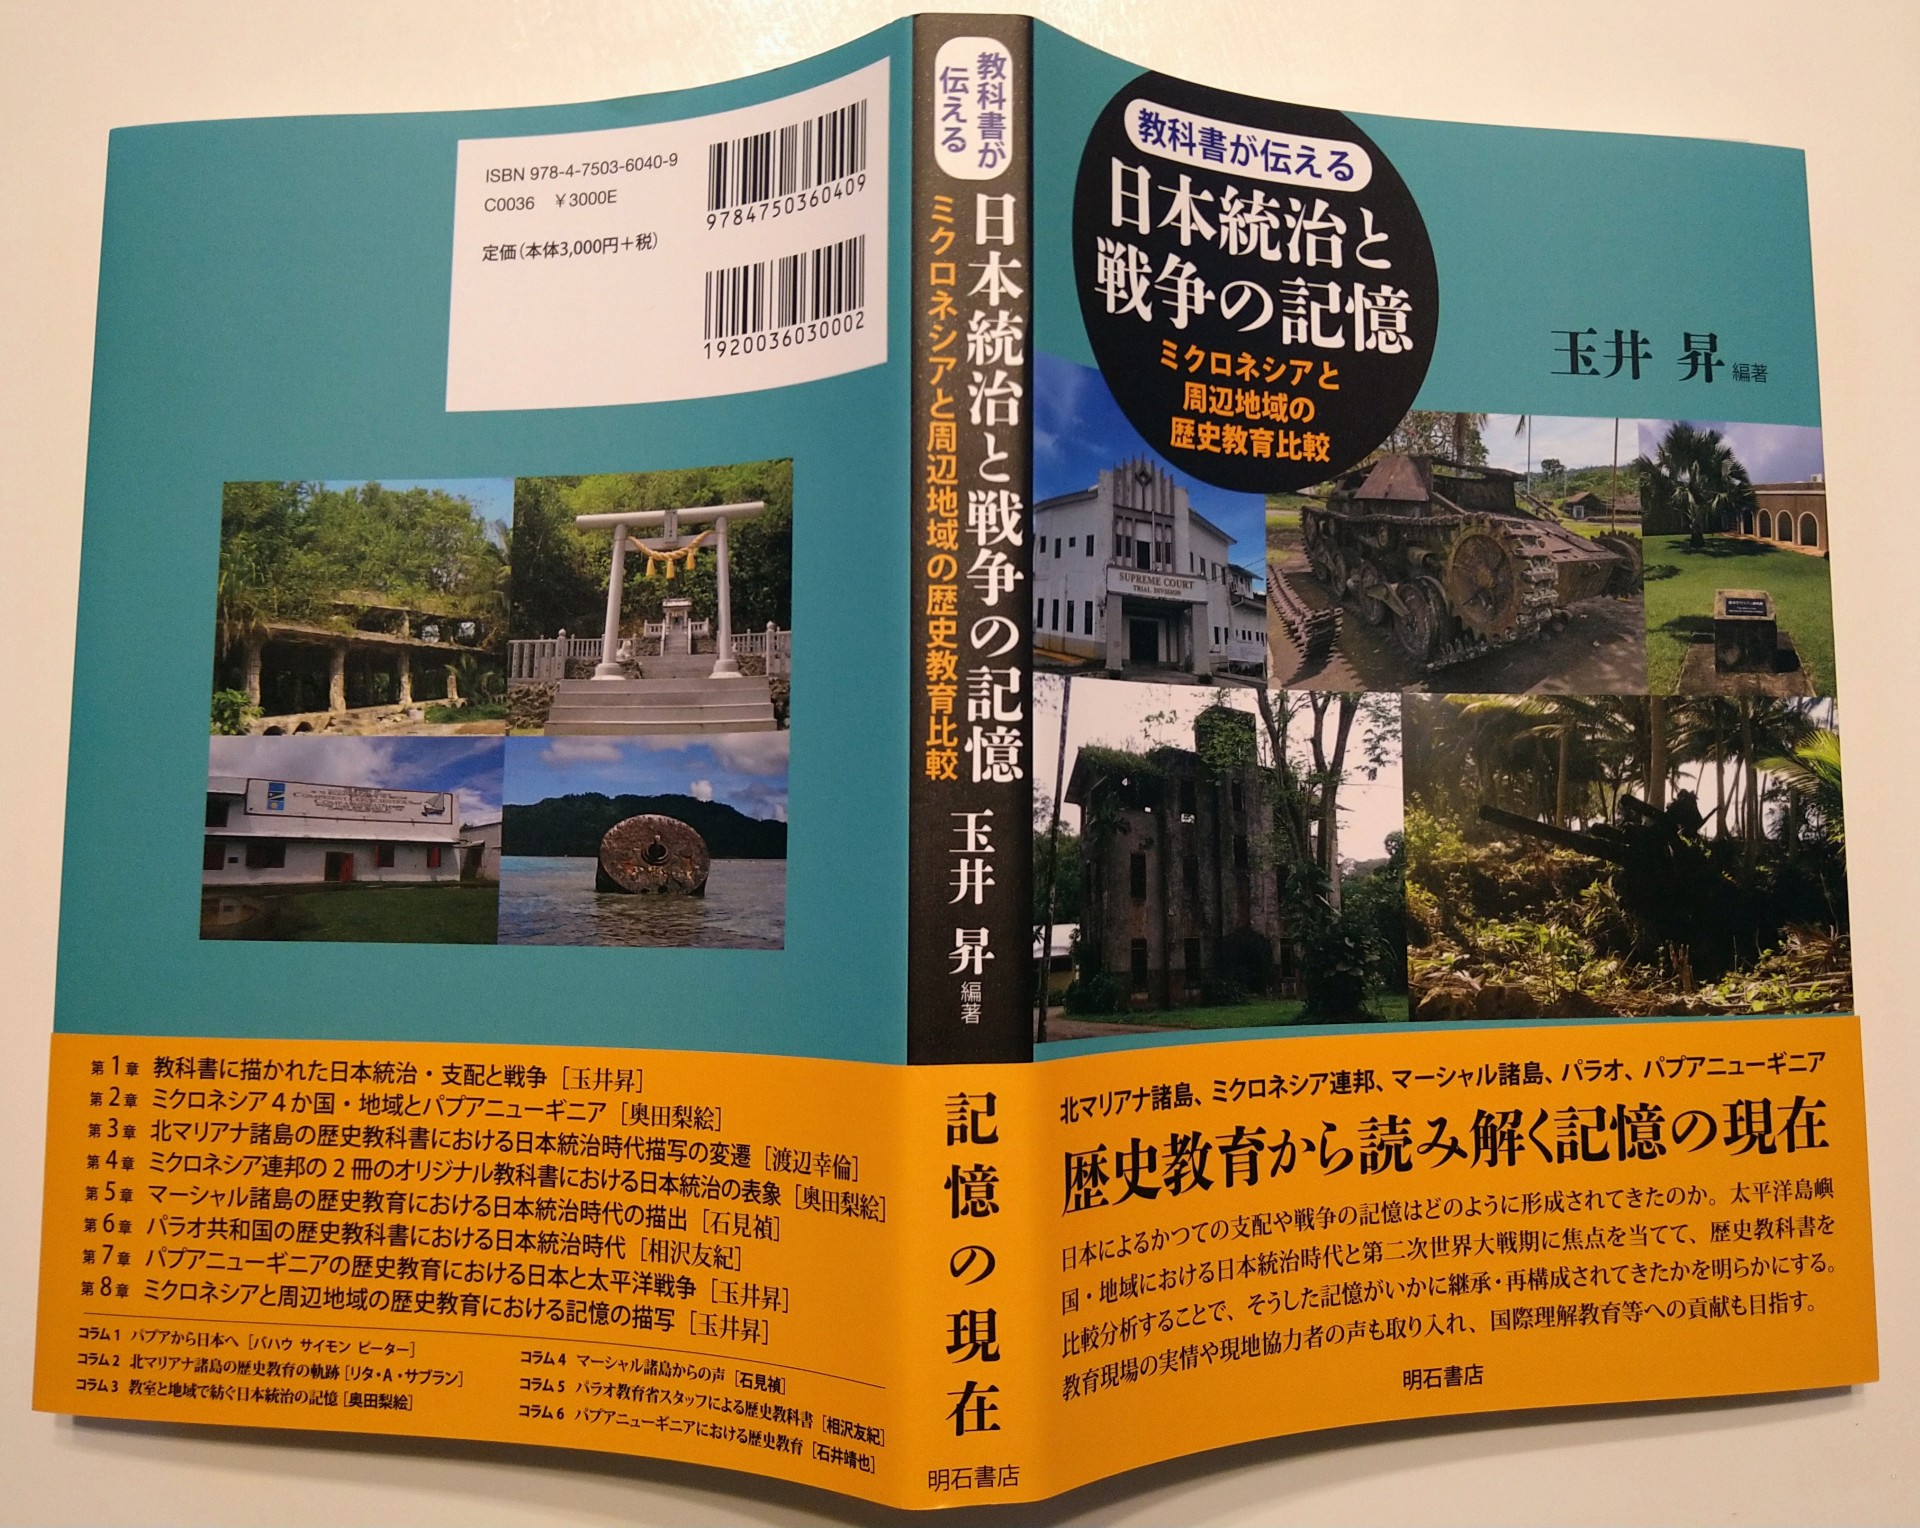 教科書が伝える
日本統治と
戦争の記憶
ミクロネシアと
周辺地域の
歴史教育比較
玉井 昇 編著
SUPREME COURT
TRIAL DIVISION
北マリアナ諸島、ミクロネシア連邦、マーシャル諸島、パラオ、パプアニューギニア
歴史教育から読み解く記憶の現在
日本によるかつての支配や戦争の記憶はどのように形成されてきたのか。太平洋島嶼
国・地域における日本統治時代と第二次世界大戦期に焦点を当てて、歴史教科書を
比較分析することで、そうした記憶がいかに継承・再構成されてきたかを明らかにする。
教育現場の実情や現地協力者の声も取り入れ、国際理解教育等への貢献も目指す。
明石書店
教科書が
伝える
日本統治と戦争の記憶
ミクロネシアと周辺地域の歴史教育比較
玉井 昇 編著
記憶の現在
明石書店
ISBN 978-4-7503-6040-9
C0036 ¥3000E
定価(本体3,000円+税)
9784750360409
1920036030002
第1章 教科書に描かれた日本統治・支配と戦争[玉井昇]
第2章 ミクロネシア4か国・地域とパプアニューギニア[奥田梨絵]
第3章 北マリアナ諸島の歴史教科書における日本統治時代描写の変遷[渡辺幸倫]
第4章 ミクロネシア連邦の2冊のオリジナル教科書における日本統治の表象[奥田梨絵]
第5章 マーシャル諸島の歴史教育における日本統治時代の描出[石見禎]
第6章 パラオ共和国の歴史教科書における日本統治時代[相沢友紀]
第7章 パプアニューギニアの歴史教育における日本と太平洋戦争[玉井昇]
第8章 ミクロネシアと周辺地域の歴史教育における記憶の描写[玉井昇]
コラム1 パプアから日本へ[バハウ サイモン ピーター]
コラム2 北マリアナ諸島の歴史教育の軌跡[リタ・A・サブラン]
コラム3 教室と地域で紡ぐ日本統治の記憶[奥田梨絵]
コラム4 マーシャル諸島からの声[石見禎]
コラム5 パラオ教育省スタッフによる歴史教科書[相沢友紀]
コラム6 パプアニューギニアにおける歴史教育[石井靖也]